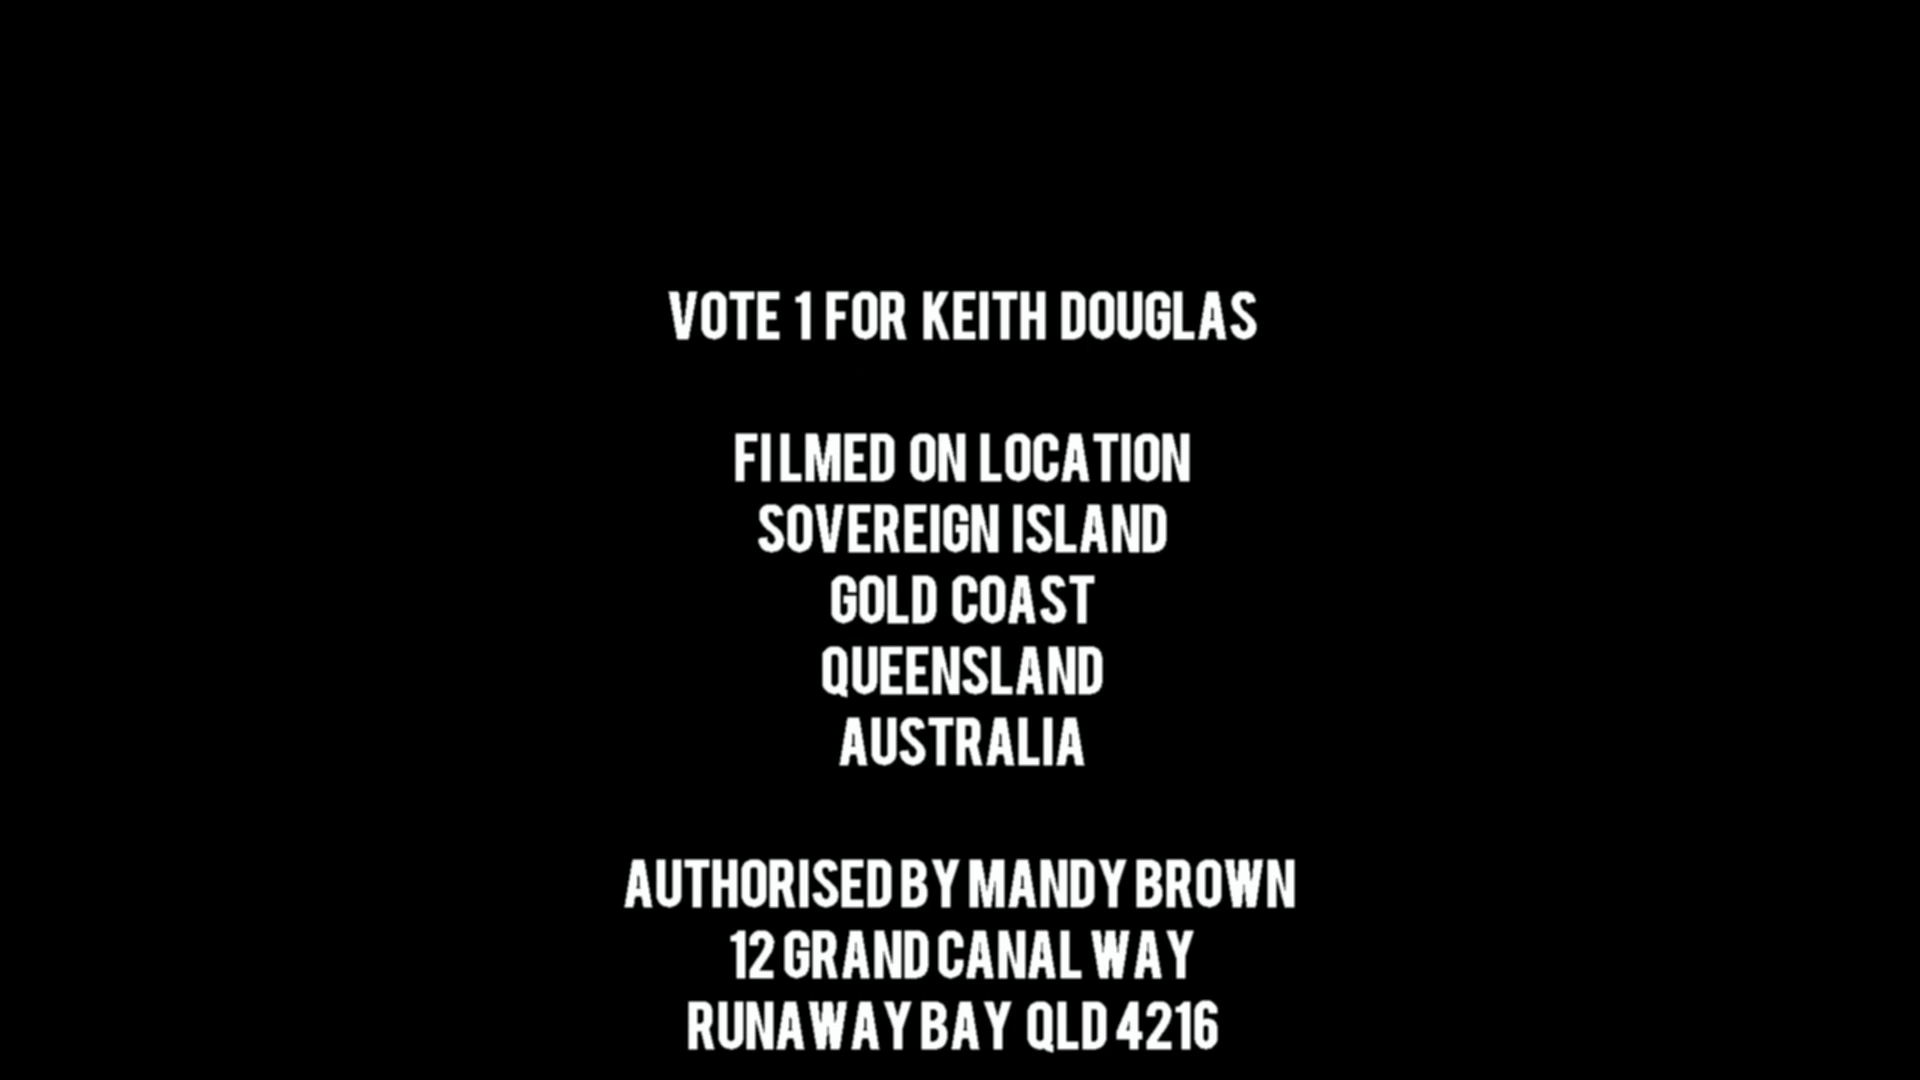 VOTE 1 FOR KEITH DOUGLAS
FILMED ON LOCATION
SOVEREIGN ISLAND
GOLD COAST
QUEENSLAND
AUSTRALIA
AUTHORISED BY MANDY BROWN
12 GRAND CANAL WAY
RUNAWAY BAY QLD 4216